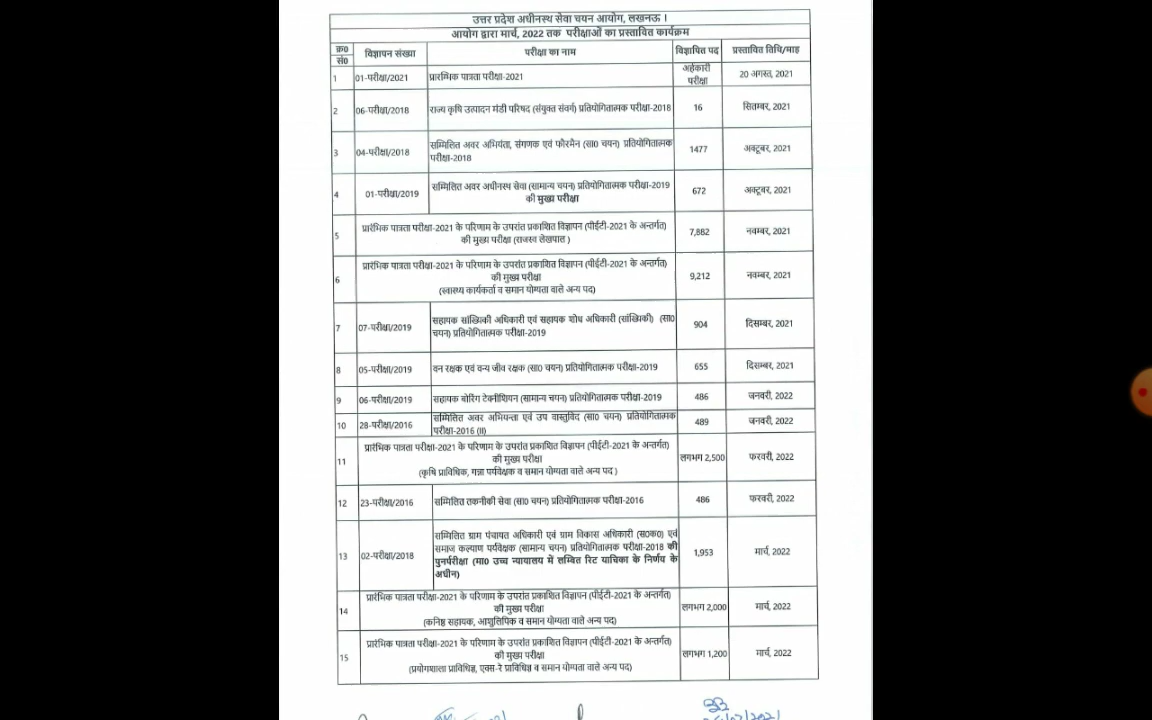 उत्तर प्रदेश अधीनस्थ सेवा चयन आयोग, लखनऊ।
आयोग द्वारा मार्च, 2022 तक परीक्षाओं का प्रस्तावित कार्यक्रम
क्र0 सं0 विज्ञापन संख्या परीक्षा का नाम विज्ञापित पद प्रस्तावित तिथि/माह
1 01-परीक्षा/2021 प्रारम्भिक पात्रता परीक्षा-2021 अर्हकारी परीक्षा 20 अगस्त, 2021
2 06-परीक्षा/2018 राज्य कृषि उत्पादन मंडी परिषद (संयुक्त संवर्ग) प्रतियोगितात्मक परीक्षा-2018 16 सितम्बर, 2021
3 04-परीक्षा/2018 सम्मिलित अवर अभियंता, संगणक एवं फोरमैन (सा0 चयन) प्रतियोगितात्मक
परीक्षा-2018 1477 अक्टूबर, 2021
4 01-परीक्षा/2019 सम्मिलित अवर अधीनस्थ सेवा (सामान्य चयन) प्रतियोगितात्मक परीक्षा-2019
की मुख्य परीक्षा 672 अक्टूबर, 2021
5 प्रारंभिक पात्रता परीक्षा-2021 के परिणाम के उपरांत प्रकाशित विज्ञापन (पीईटी-2021 के अन्तर्गत)
की मुख्य परीक्षा (राजस्व लेखपाल) 7,882 नवम्बर, 2021
6 प्रारंभिक पात्रता परीक्षा-2021 के परिणाम के उपरांत प्रकाशित विज्ञापन (पीईटी-2021 के अन्तर्गत)
की मुख्य परीक्षा
(स्वास्थ्य कार्यकर्ता व समान योग्यता वाले अन्य पद) 9,212 नवम्बर, 2021
7 07-परीक्षा/2019 सहायक सांख्यिकी अधिकारी एवं सहायक शोध अधिकारी (सांख्यिकी) (सा0
चयन) प्रतियोगितात्मक परीक्षा-2019 904 दिसम्बर, 2021
8 05-परीक्षा/2019 वन रक्षक एवं वन्य जीव रक्षक (सा0 चयन) प्रतियोगितात्मक परीक्षा-2019 655 दिसम्बर, 2021
9 06-परीक्षा/2019 सहायक बोरिंग टेक्नीशियन (सामान्य चयन) प्रतियोगितात्मक परीक्षा-2019 486 जनवरी, 2022
10 28-परीक्षा/2016 सम्मिलित अवर अभियन्ता एवं उप वास्तुविद (सा0 चयन) प्रतियोगितात्मक
परीक्षा-2016 (II) 489 जनवरी, 2022
11 प्रारंभिक पात्रता परीक्षा-2021 के परिणाम के उपरांत प्रकाशित विज्ञापन (पीईटी-2021 के अन्तर्गत)
की मुख्य परीक्षा
(कृषि प्राविधिक, गन्ना पर्यवेक्षक व समान योग्यता वाले अन्य पद) लगभग 2,500 फरवरी, 2022
12 23-परीक्षा/2016 सम्मिलित तकनीकी सेवा (सा0 चयन) प्रतियोगितात्मक परीक्षा-2016 486 फरवरी, 2022
13 02-परीक्षा/2018 सम्मिलित ग्राम पंचायत अधिकारी एवं ग्राम विकास अधिकारी (स0क0) एवं
समाज कल्याण पर्यवेक्षक (सामान्य चयन) प्रतियोगितात्मक परीक्षा-2018 की
पुनर्परीक्षा (मा0 उच्च न्यायालय में लम्बित रिट याचिका के निर्णय के
अधीन) 1,953 मार्च, 2022
14 प्रारंभिक पात्रता परीक्षा-2021 के परिणाम के उपरांत प्रकाशित विज्ञापन (पीईटी-2021 के अन्तर्गत)
की मुख्य परीक्षा
(कनिष्ठ सहायक, आशुलिपिक व समान योग्यता वाले अन्य पद) लगभग 2,000 मार्च, 2022
15 प्रारंभिक पात्रता परीक्षा-2021 के परिणाम के उपरांत प्रकाशित विज्ञापन (पीईटी-2021 के अन्तर्गत)
की मुख्य परीक्षा
(प्रयोगशाला प्राविधिज्ञ, एक्स-रे प्राविधिज्ञ व समान योग्यता वाले अन्य पद) लगभग 1,200 मार्च, 2022